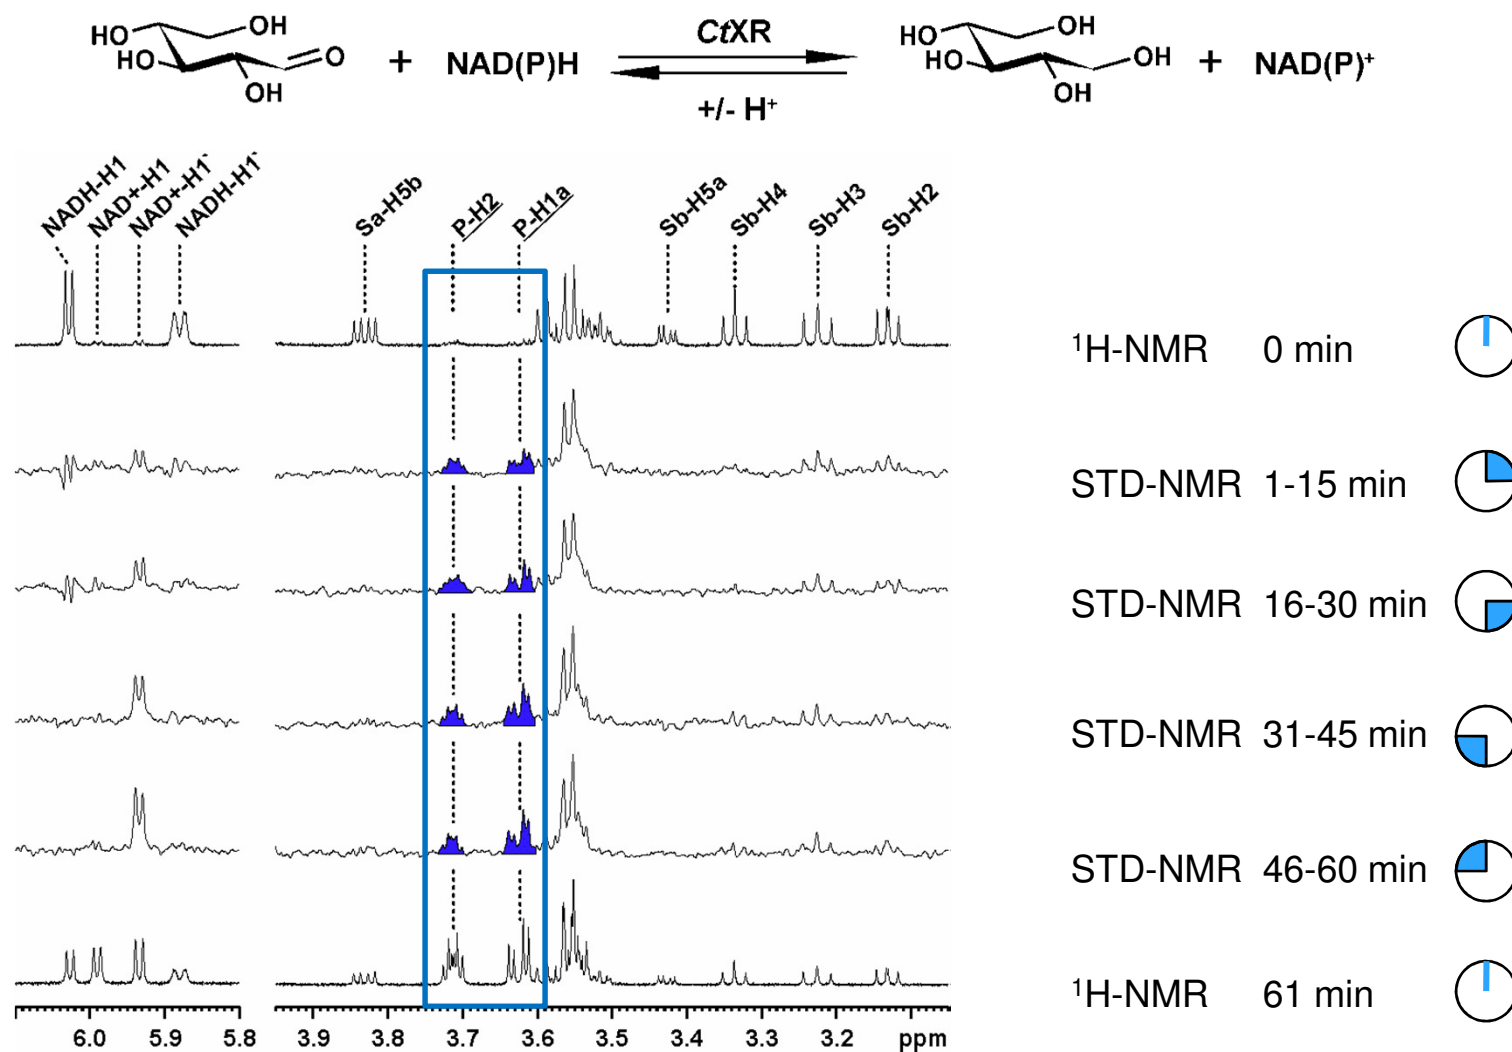 HO OH
HO O
OH
+ NAD(P)H
CtXR
+/- H⁺
HO OH
HO OH
OH
+ NAD(P)⁺
NADH-H1
NAD+-H1
NAD+-H1`
NADH-H1`
Sa-H5b
P-H2
P-H1a
Sb-H5a
Sb-H4
Sb-H3
Sb-H2
¹H-NMR 0 min
STD-NMR 1-15 min
STD-NMR 16-30 min
STD-NMR 31-45 min
STD-NMR 46-60 min
¹H-NMR 61 min
6.0 5.9 5.8 3.9 3.8 3.7 3.6 3.5 3.4 3.3 3.2 ppm